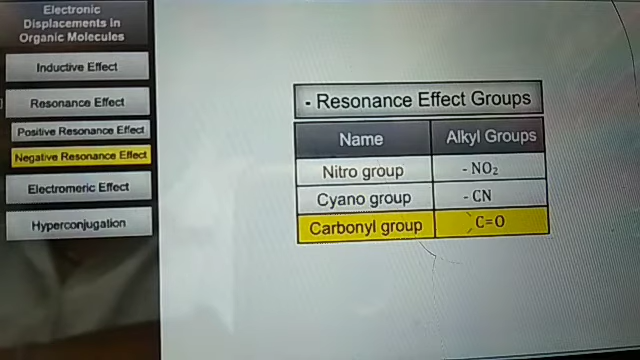 Electronic
Displacements in
Organic Molecules
Inductive Effect
Resonance Effect
Positive Resonance Effect
Negative Resonance Effect
Electromeric Effect
Hyperconjugation
- Resonance Effect Groups
Name Alkyl Groups
Nitro group - NO₂
Cyano group - CN
Carbonyl group C=O